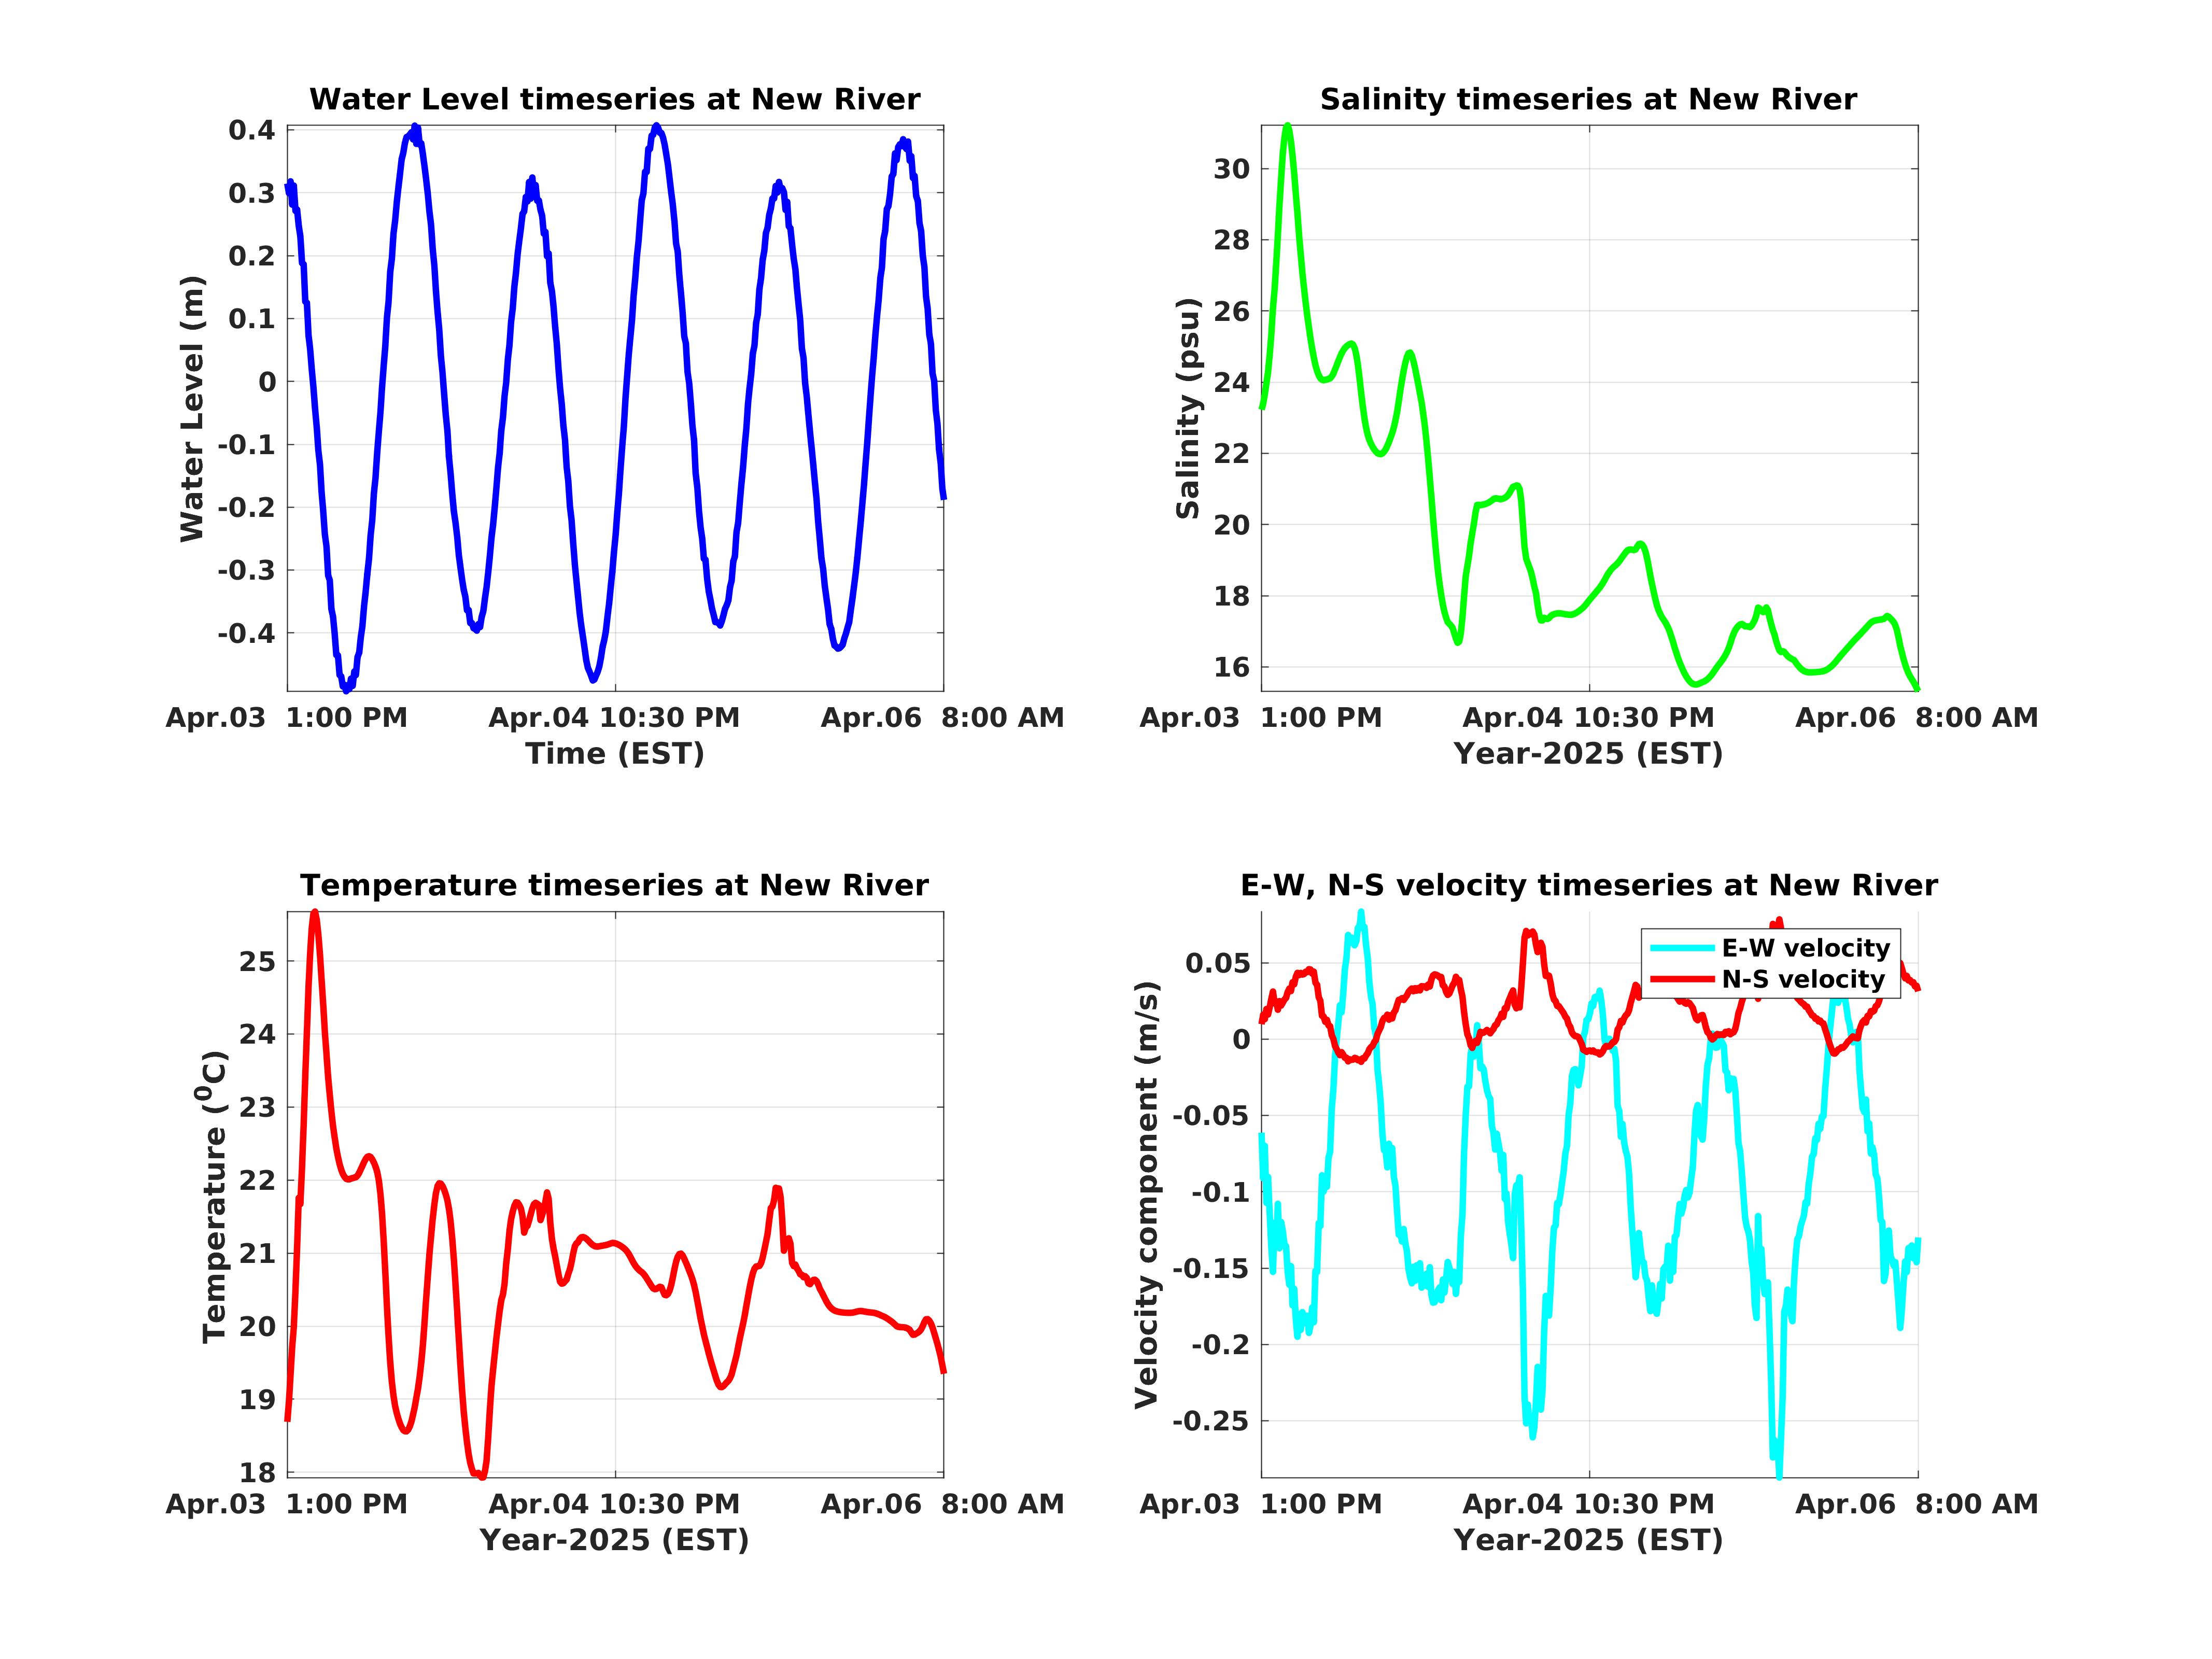 Water Level timeseries at New River
Water Level (m)
0.4
0.3
0.2
0.1
0
-0.1
-0.2
-0.3
-0.4
Apr.03 1:00 PM Apr.04 10:30 PM Apr.06 8:00 AM
Time (EST)
Salinity timeseries at New River
Salinity (psu)
30
28
26
24
22
20
18
16
Apr.03 1:00 PM Apr.04 10:30 PM Apr.06 8:00 AM
Year-2025 (EST)
Temperature timeseries at New River
Temperature (⁰C)
25
24
23
22
21
20
19
18
Apr.03 1:00 PM Apr.04 10:30 PM Apr.06 8:00 AM
Year-2025 (EST)
E-W, N-S velocity timeseries at New River
Velocity component (m/s)
0.05
0
-0.05
-0.1
-0.15
-0.2
-0.25
E-W velocity
N-S velocity
Apr.03 1:00 PM Apr.04 10:30 PM Apr.06 8:00 AM
Year-2025 (EST)